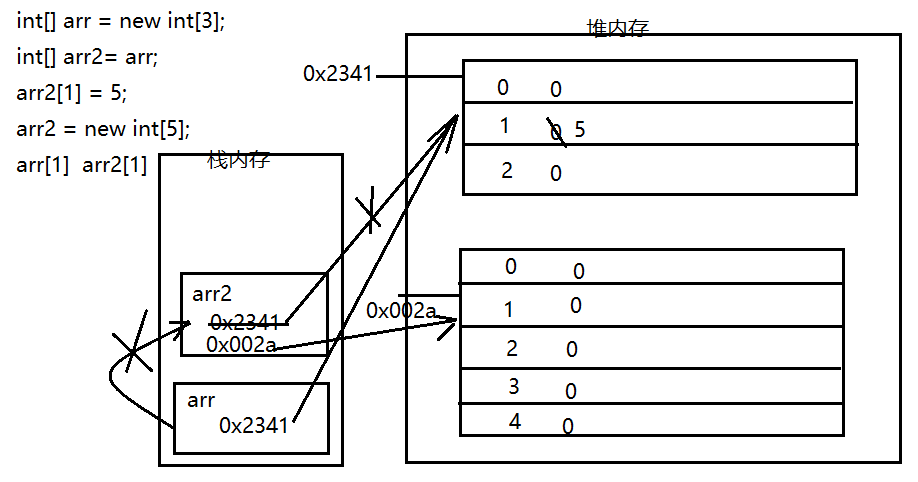 int[] arr = new int[3];
int[] arr2= arr;
arr2[1] = 5;
arr2 = new int[5];
arr[1]  arr2[1]
栈内存
堆内存
0x2341
0 0
1 0 5
2 0
arr2
0x2341
0x002a
arr
0x2341
0x002a
0 0
1 0
2 0
3 0
4 0